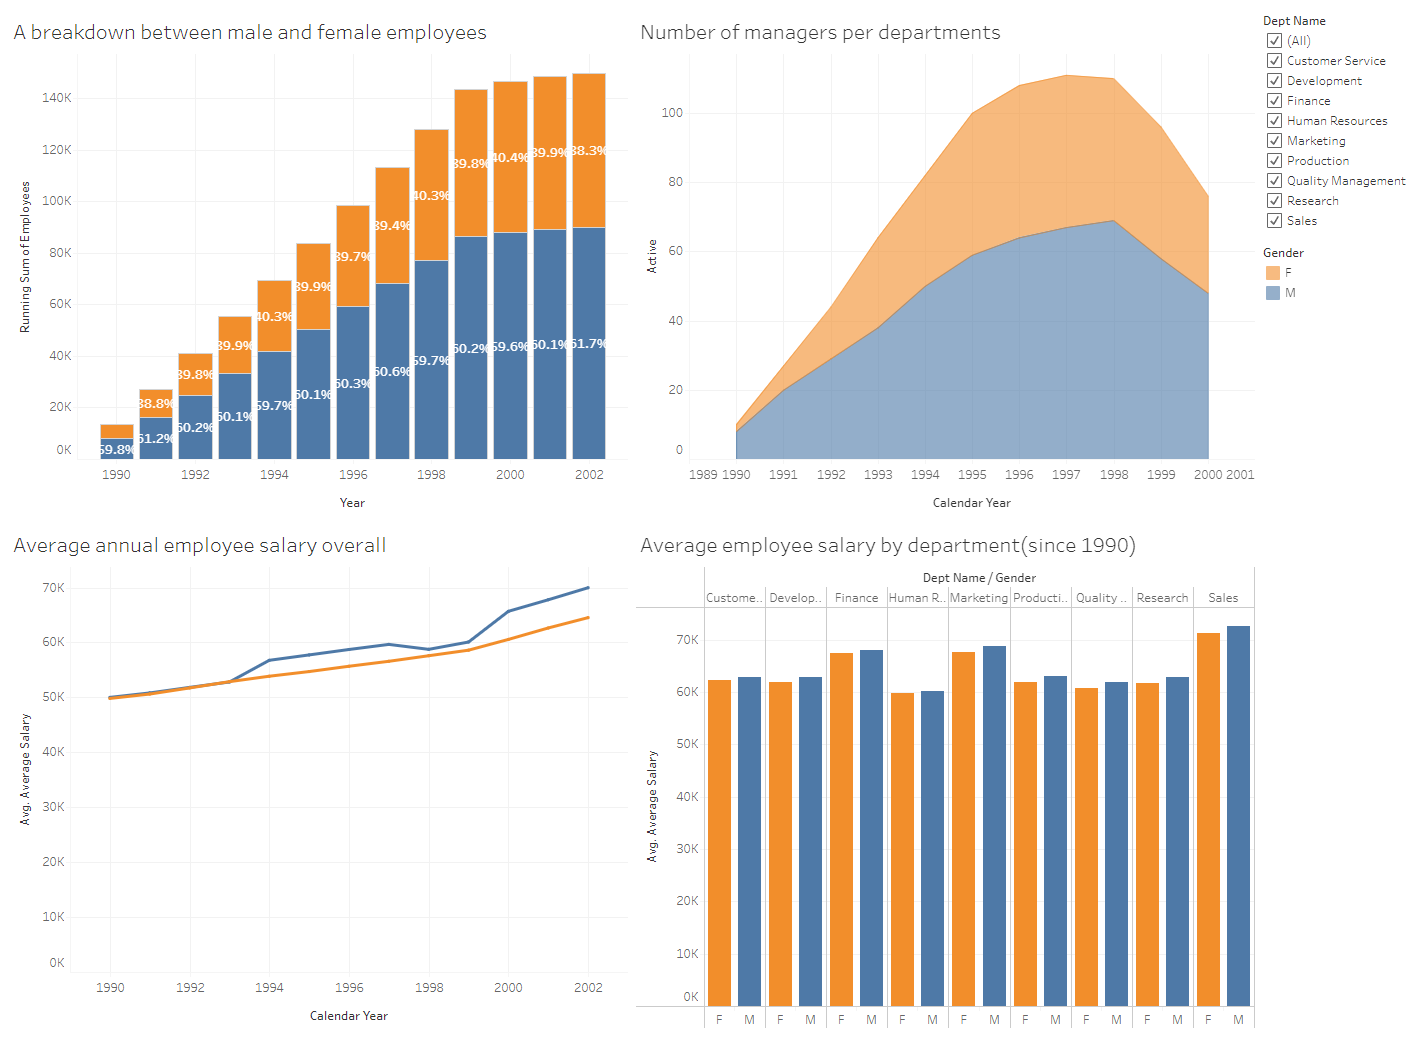 A breakdown between male and female employees
Running Sum of Employees
140K
120K
100K
80K
60K
40K
20K
0K
39.8%
40.4%
39.9%
38.3%
40.3%
39.4%
39.7%
39.9%
40.3%
39.9%
39.8%
38.8%
59.8%
61.2%
60.2%
60.1%
59.7%
60.1%
60.3%
60.6%
59.7%
60.2%
59.6%
60.1%
61.7%
1990
1992
1994
1996
1998
2000
2002
Year
Number of managers per departments
Active
100
80
60
40
20
0
1989 1990 1991 1992 1993 1994 1995 1996 1997 1998 1999 2000 2001
Calendar Year
Dept Name
(All)
Customer Service
Development
Finance
Human Resources
Marketing
Production
Quality Management
Research
Sales
Gender
F
M
Average annual employee salary overall
Avg. Average Salary
70K
60K
50K
40K
30K
20K
10K
0K
1990 1992 1994 1996 1998 2000 2002
Calendar Year
Average employee salary by department(since 1990)
Dept Name / Gender
Custome.. Develop.. Finance Human R.. Marketing Producti.. Quality .. Research Sales
Avg. Average Salary
70K
60K
50K
40K
30K
20K
10K
0K
F M F M F M F M F M F M F M F M F M